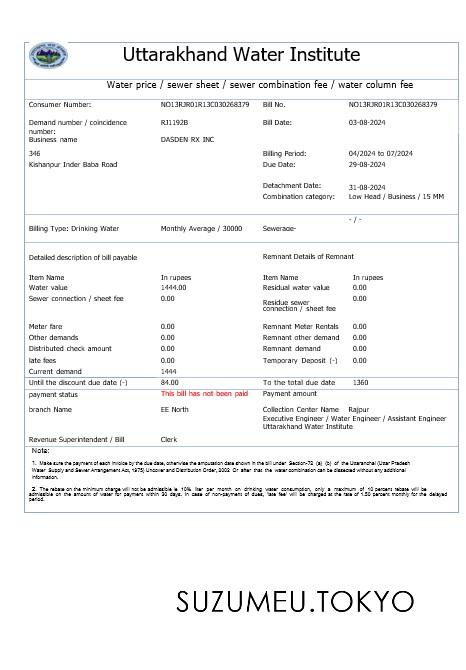 Uttarakhand Water Institute
Water price / sewer sheet / sewer combination fee / water column fee
Consumer Number: NO13RJR01R13C030268379 Bill No. NO13RJR01R13C030268379
Demand number / coincidence number: RJ1192B Bill Date: 03-08-2024
Business name DASDEN RX INC
346 Billing Period: 04/2024 to 07/2024
Kishanpur Inder Baba Road Due Date: 29-08-2024
Detachment Date: 31-08-2024
Combination category: Low Head / Business / 15 MM
- / -
Billing Type: Drinking Water Monthly Average / 30000 Sewerage-
Detailed description of bill payable Remnant Details of Remnant
Item Name In rupees Item Name In rupees
Water value 1444.00 Residual water value 0.00
Sewer connection / sheet fee 0.00 Residue sewer connection / sheet fee 0.00
Meter fare 0.00 Remnant Meter Rentals 0.00
Other demands 0.00 Remnant other demand 0.00
Distributed check amount 0.00 Remnant demand 0.00
late fees 0.00 Temporary Deposit (-) 0.00
Current demand 1444
Until the discount due date (-) 84.00 To the total due date 1360
payment status This bill has not been paid Payment amount
branch Name EE North Collection Center Name Rajpur
Executive Engineer / Water Engineer / Assistant Engineer
Uttarakhand Water Institute
Revenue Superintendent / Bill Clerk
Note:
1. Make sure the payment of each invoice by the due date, otherwise the amputation date shown in the bill under Section-72 (a) (b) of the Uttaranchal (Uttar Pradesh
Water Supply and Sewer Arrangement Act, 1975) Uncover and Distribution Order, 2002 Or after that the water combination can be dissected without any additional
information.
2. The rebate on the minimum charge will not be admissible ie 10% liter per month on drinking water consumption, only a maximum of 10 percent rebate will be
admissible on the amount of water for payment within 30 days. In case of non-payment of dues, 'late fee' will be charged at the rate of 1.50 percent monthly for the delayed
period.
SUZUMEU.TOKYO